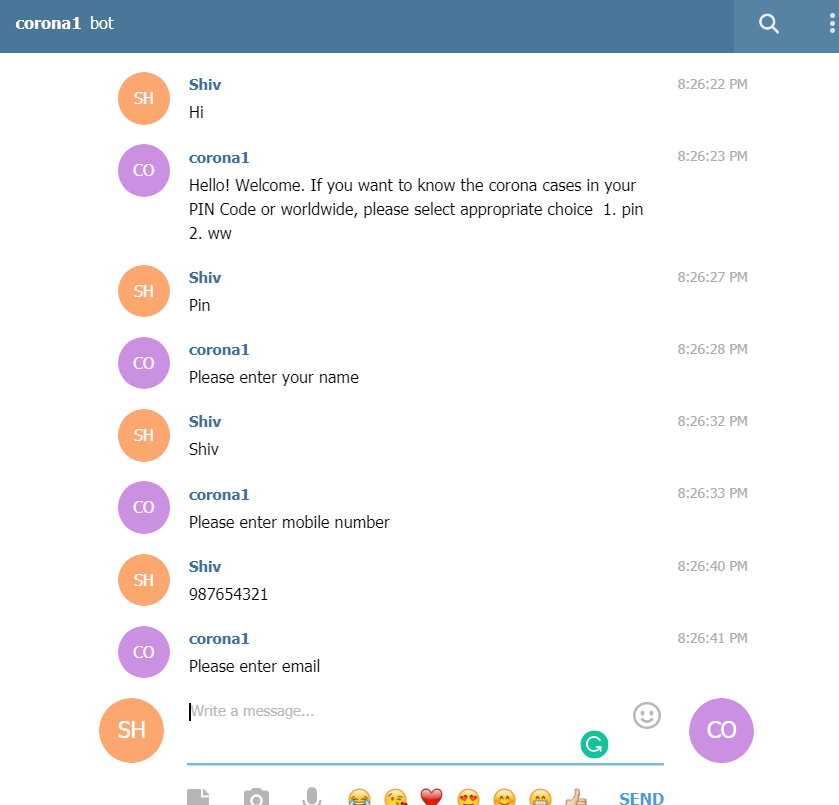 corona1 bot
Shiv 8:26:22 PM
SH
Hi
corona1 8:26:23 PM
CO
Hello! Welcome. If you want to know the corona cases in your
PIN Code or worldwide, please select appropriate choice 1. pin
2. ww
Shiv 8:26:27 PM
SH
Pin
corona1 8:26:28 PM
CO
Please enter your name
Shiv 8:26:32 PM
SH
Shiv
corona1 8:26:33 PM
CO
Please enter mobile number
Shiv 8:26:40 PM
SH
987654321
corona1 8:26:41 PM
CO
Please enter email
Write a message...
SH CO
SEND